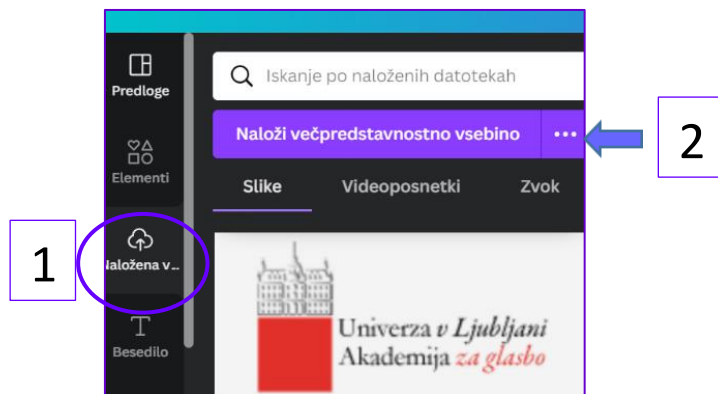 Predloge
Iskanje po naloženih datotekah
Naloži večpredstavnostno vsebino ...
2
Elementi
Slike Videoposnetki Zvok
1
Naložena v...
Univerza v Ljubljani
Akademija za glasbo
Besedilo